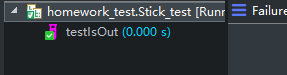 homework_test.Stick_test [Runn
Failure
testIsOut (0.000 s)